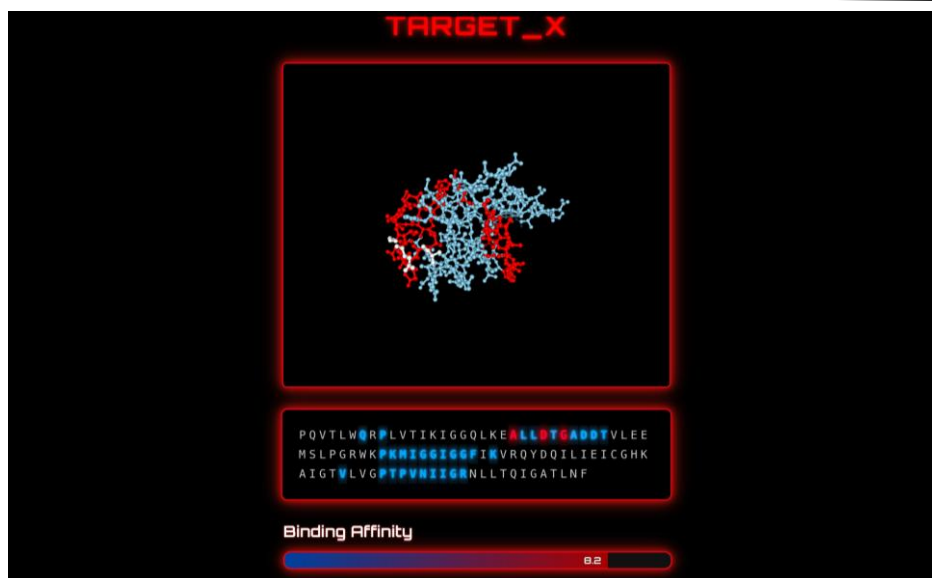 TARGET_X
PQVTLWQRPLVTIKIGGQLKEALLDTGADDTVLEE
MSLPGRWKPKMIGGIGGFIKVRQYDQILIEICGHK
AIGTVLVGPTPVNIIGRNLLTQIGATLNF
Binding Affinity
8.2